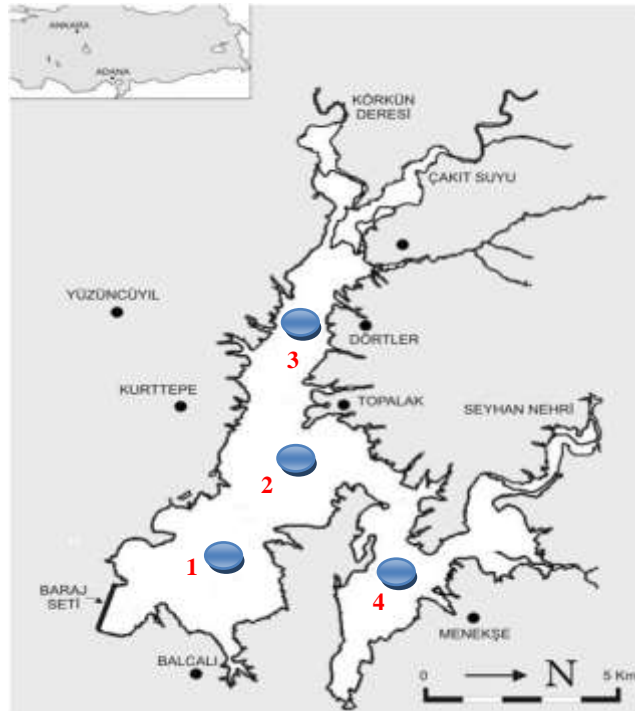 ANKARA
ADANA
KÖRKÜN
DERESİ
ÇAKIT SUYU
YÜZÜNCÜYIL
DÖRTLER
3
KURTTEPE
TOPALAK
SEYHAN NEHRİ
2
1
4
BARAJ
SETİ
MENEKŞE
BALCALI
0
N
5 Km